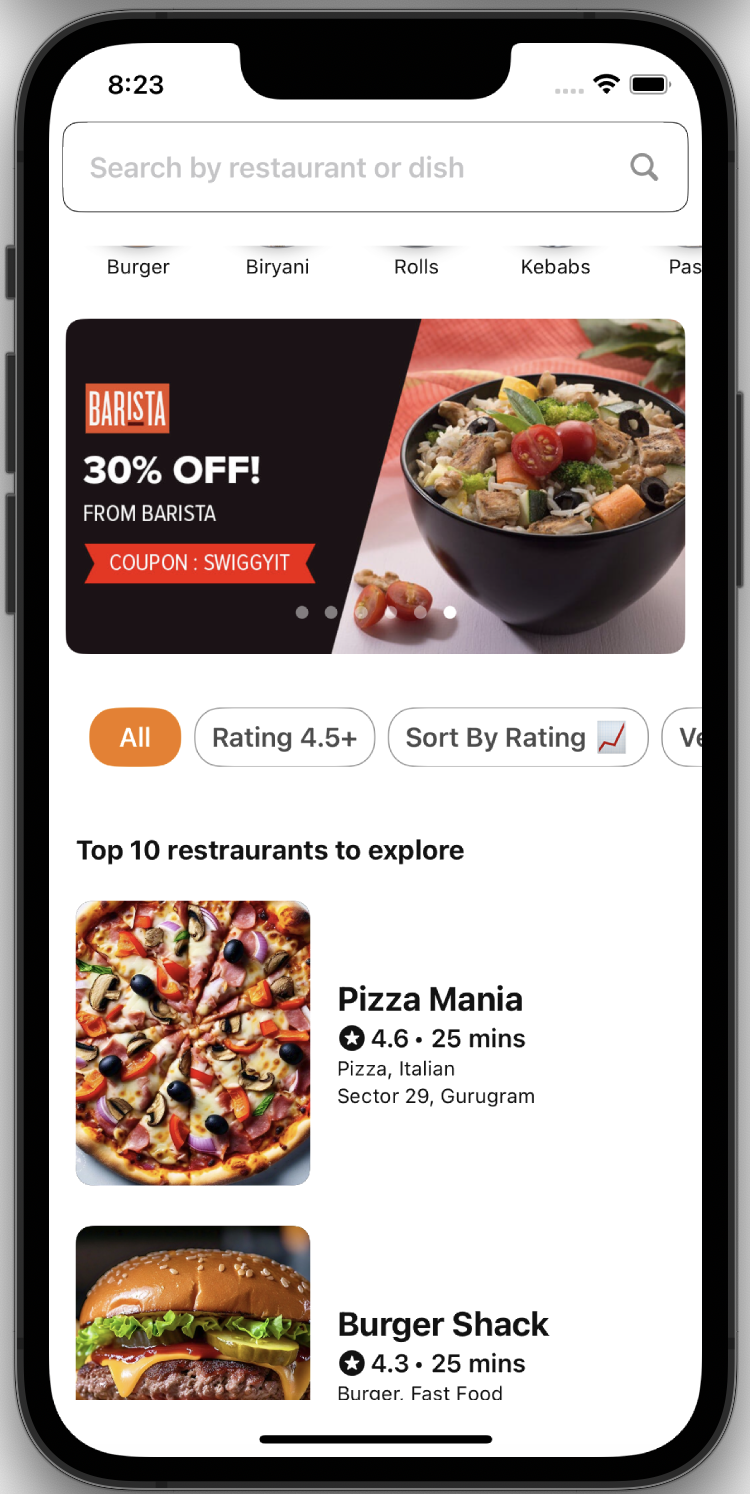 8:23
Search by restaurant or dish
Burger Biryani Rolls Kebabs Pas
BARISTA
30% OFF!
FROM BARISTA
COUPON : SWIGGYIT
All Rating 4.5+ Sort By Rating 📈 Ve
Top 10 restraurants to explore
Pizza Mania
4.6 • 25 mins
Pizza, Italian
Sector 29, Gurugram
Burger Shack
4.3 • 25 mins
Burger, Fast Food